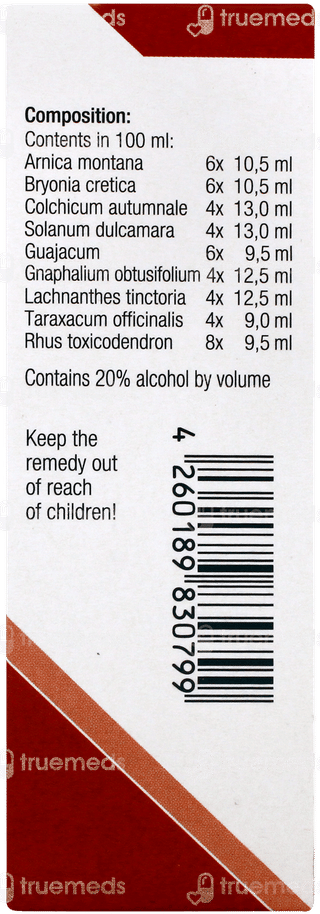 truemeds
Composition:
Contents in 100 ml:
Arnica montana 6x 10,5 ml
Bryonia cretica 6x 10,5 ml
Colchicum autumnale 4x 13,0 ml
Solanum dulcamara 4x 13,0 ml
Guajacum 6x 9,5 ml
Gnaphalium obtusifolium 4x 12,5 ml
Lachnanthes tinctoria 4x 12,5 ml
Taraxacum officinalis 4x 9,0 ml
Rhus toxicodendron 8x 9,5 ml
Contains 20% alcohol by volume
Keep the
remedy out
of reach
of children!
4 260189 830799
truemeds
truemeds
truemeds